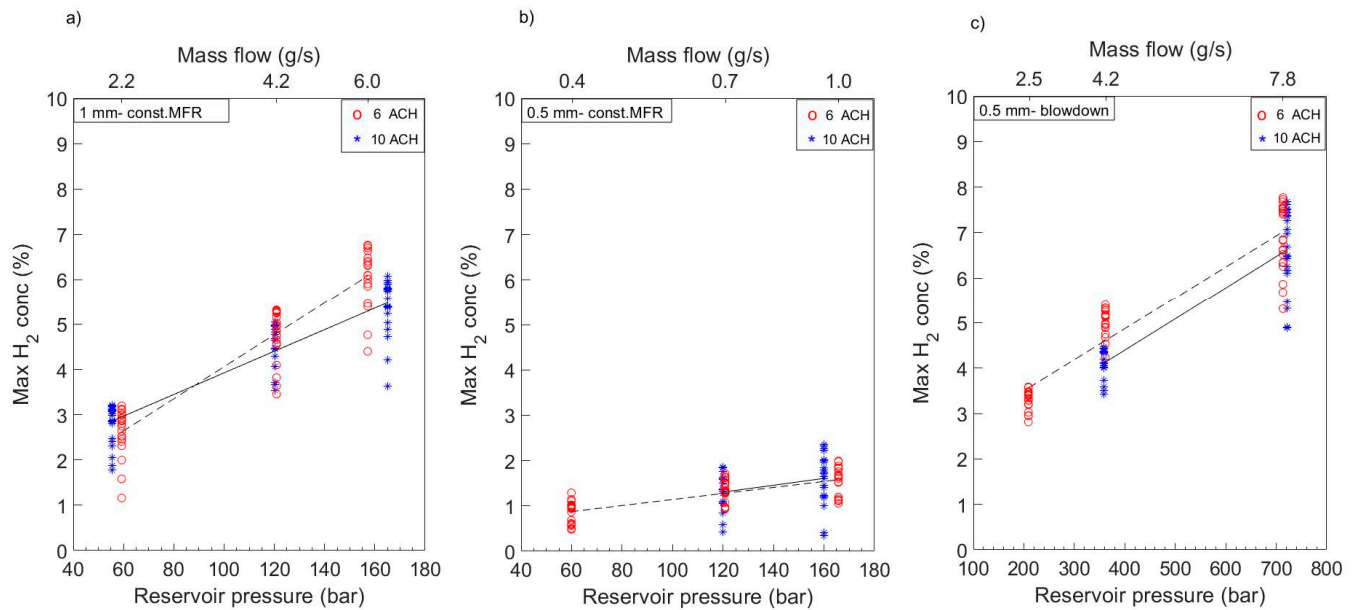 a)
Mass flow (g/s)
2.2 4.2 6.0
1 mm- const.MFR
6 ACH
10 ACH
10
9
8
7
6
5
4
3
2
1
0
Max H2 conc (%)
40 60 80 100 120 140 160 180
Reservoir pressure (bar)
b)
Mass flow (g/s)
0.4 0.7 1.0
0.5 mm- const.MFR
6 ACH
10 ACH
10
9
8
7
6
5
4
3
2
1
0
Max H2 conc (%)
40 60 80 100 120 140 160 180
Reservoir pressure (bar)
c)
Mass flow (g/s)
2.5 4.2 7.8
0.5 mm- blowdown
6 ACH
10 ACH
10
9
8
7
6
5
4
3
2
1
0
Max H2 conc (%)
100 200 300 400 500 600 700 800
Reservoir pressure (bar)